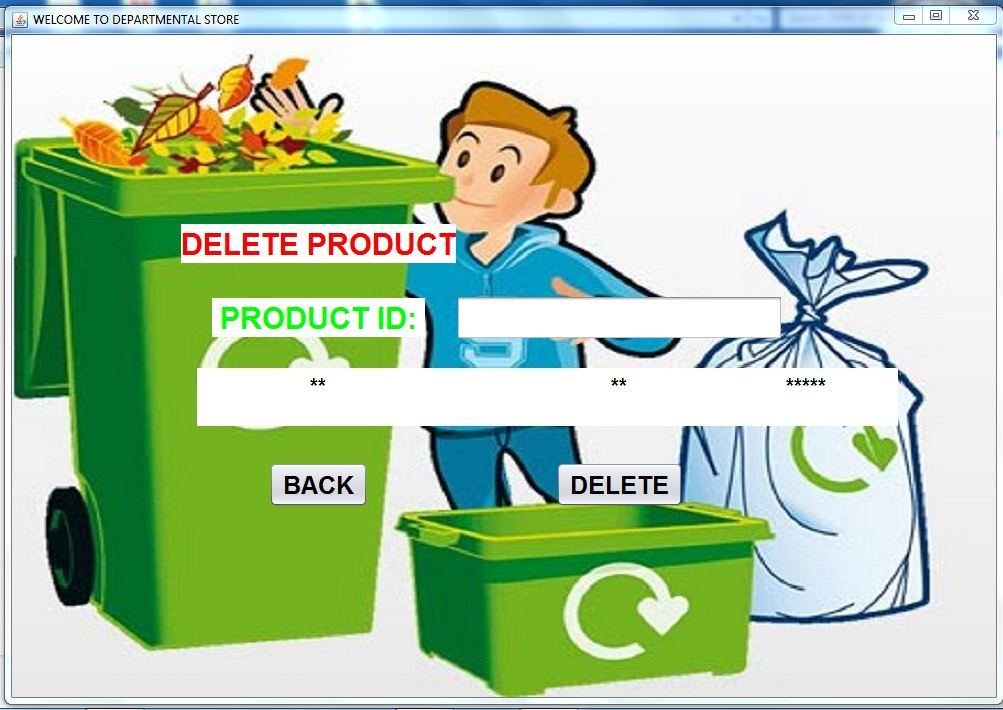 WELCOME TO DEPARTMENTAL STORE
DELETE PRODUCT
PRODUCT ID:
** ** *****
BACK DELETE